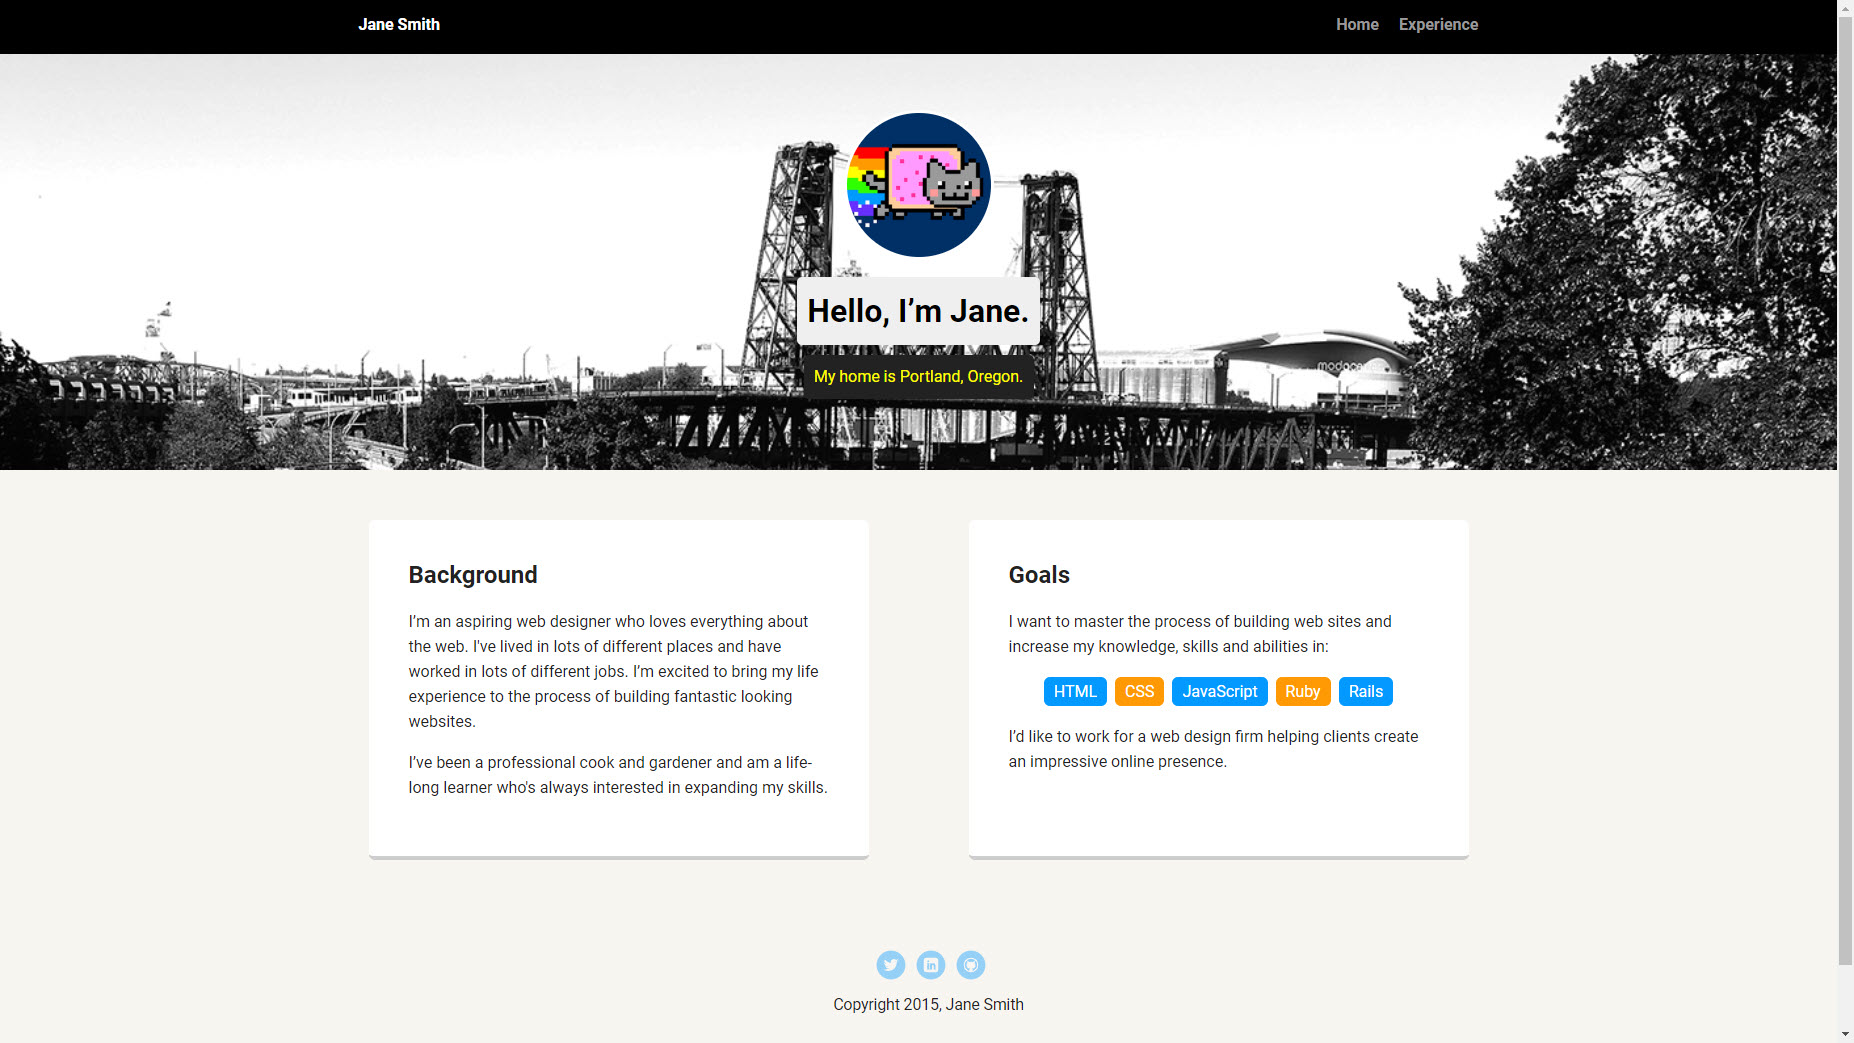 Jane Smith
Home Experience
Hello, I’m Jane.
My home is Portland, Oregon.
Background
I’m an aspiring web designer who loves everything about
the web. I've lived in lots of different places and have
worked in lots of different jobs. I’m excited to bring my life
experience to the process of building fantastic looking
websites.
I’ve been a professional cook and gardener and am a life-
long learner who's always interested in expanding my skills.
Goals
I want to master the process of building web sites and
increase my knowledge, skills and abilities in:
HTML CSS JavaScript Ruby Rails
I’d like to work for a web design firm helping clients create
an impressive online presence.
in
Copyright 2015, Jane Smith